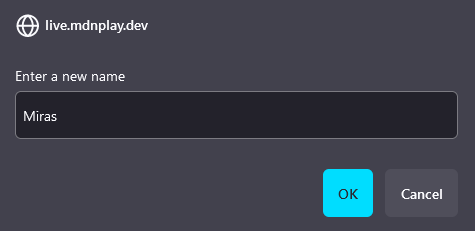 live.mdnplay.dev
Enter a new name
Miras
OK
Cancel